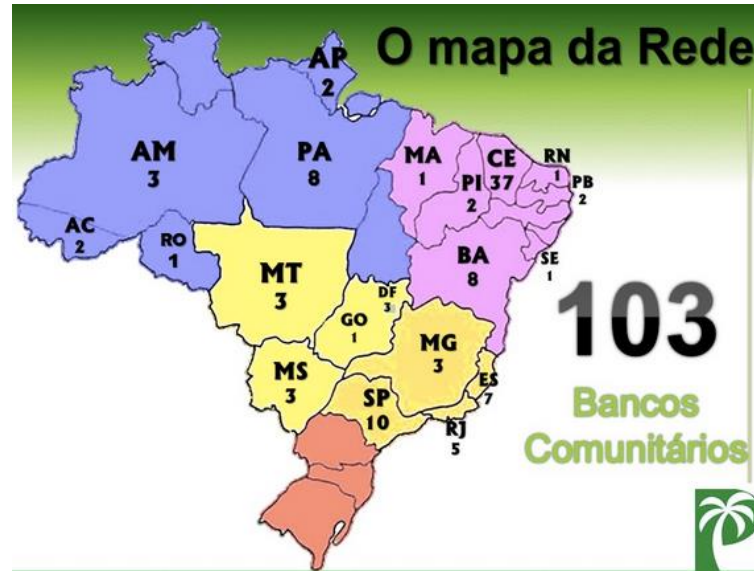 O mapa da Rede
AP
2
AM
3
PA
8
MA
1
CE
37
RN
1
PI
2
PB
2
AC
2
RO
1
BA
8
SE
1
MT
3
DF
3
GO
1
103
MG
3
MS
3
ES
7
SP
10
RJ
5
Bancos
Comunitários